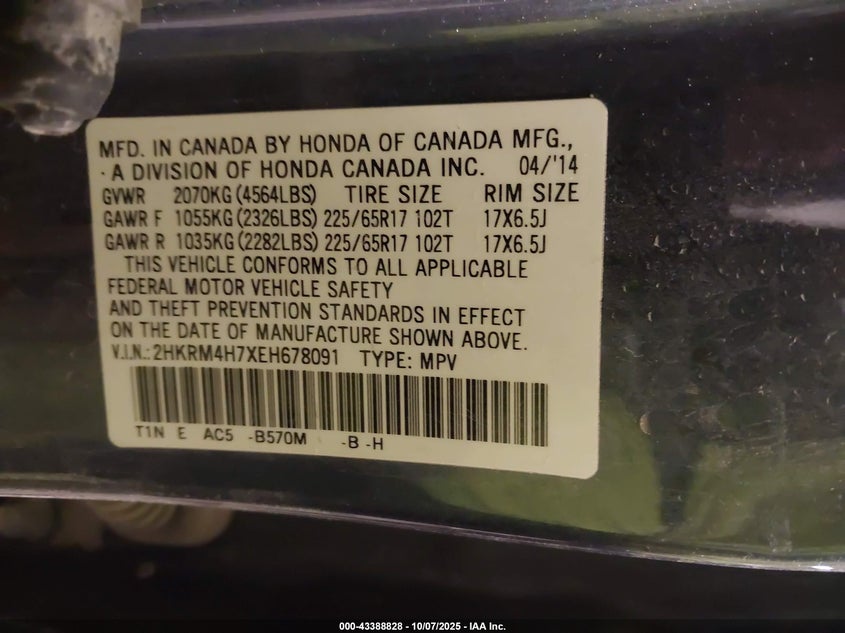 MFD. IN CANADA BY HONDA OF CANADA MFG.,
A DIVISION OF HONDA CANADA INC. 04/'14
GVWR 2070KG(4564LBS) TIRE SIZE RIM SIZE
GAWR F 1055KG(2326LBS) 225/65R17 102T 17X6.5J
GAWR R 1035KG(2282LBS) 225/65R17 102T 17X6.5J
THIS VEHICLE CONFORMS TO ALL APPLICABLE
FEDERAL MOTOR VEHICLE SAFETY
AND THEFT PREVENTION STANDARDS IN EFFECT
ON THE DATE OF MANUFACTURE SHOWN ABOVE.
V.I.N.: 2HKRM4H7XEH678091 TYPE: MPV
T1N E AC5 -B570M -B -H
000-43388828 - 10/07/2025 - IAA Inc.